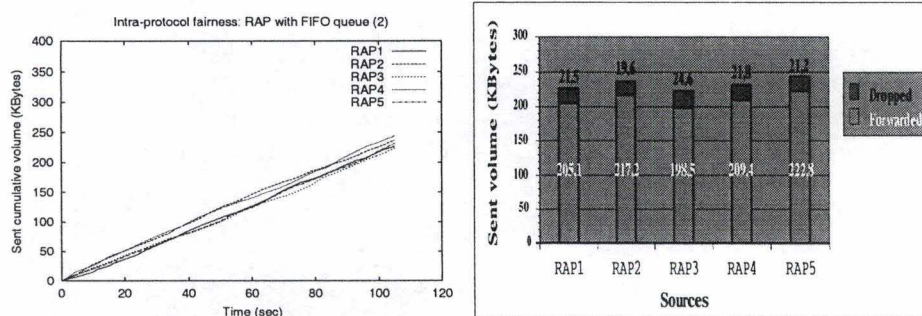 Intra-protocol fairness: RAP with FIFO queue (2)
Sent cumulative volume (KBytes)
400
350
300
250
200
150
100
50
0
RAP1
RAP2
RAP3
RAP4
RAP5
0 20 40 60 80 100 120
Time (sec)
Sent volume (KBytes)
300
250
200
150
100
50
0
21,5 19,6 24,6 21,8 21,2
205,1 217,2 198,5 209,4 222,8
RAP1 RAP2 RAP3 RAP4 RAP5
Sources
Dropped
Forwarded